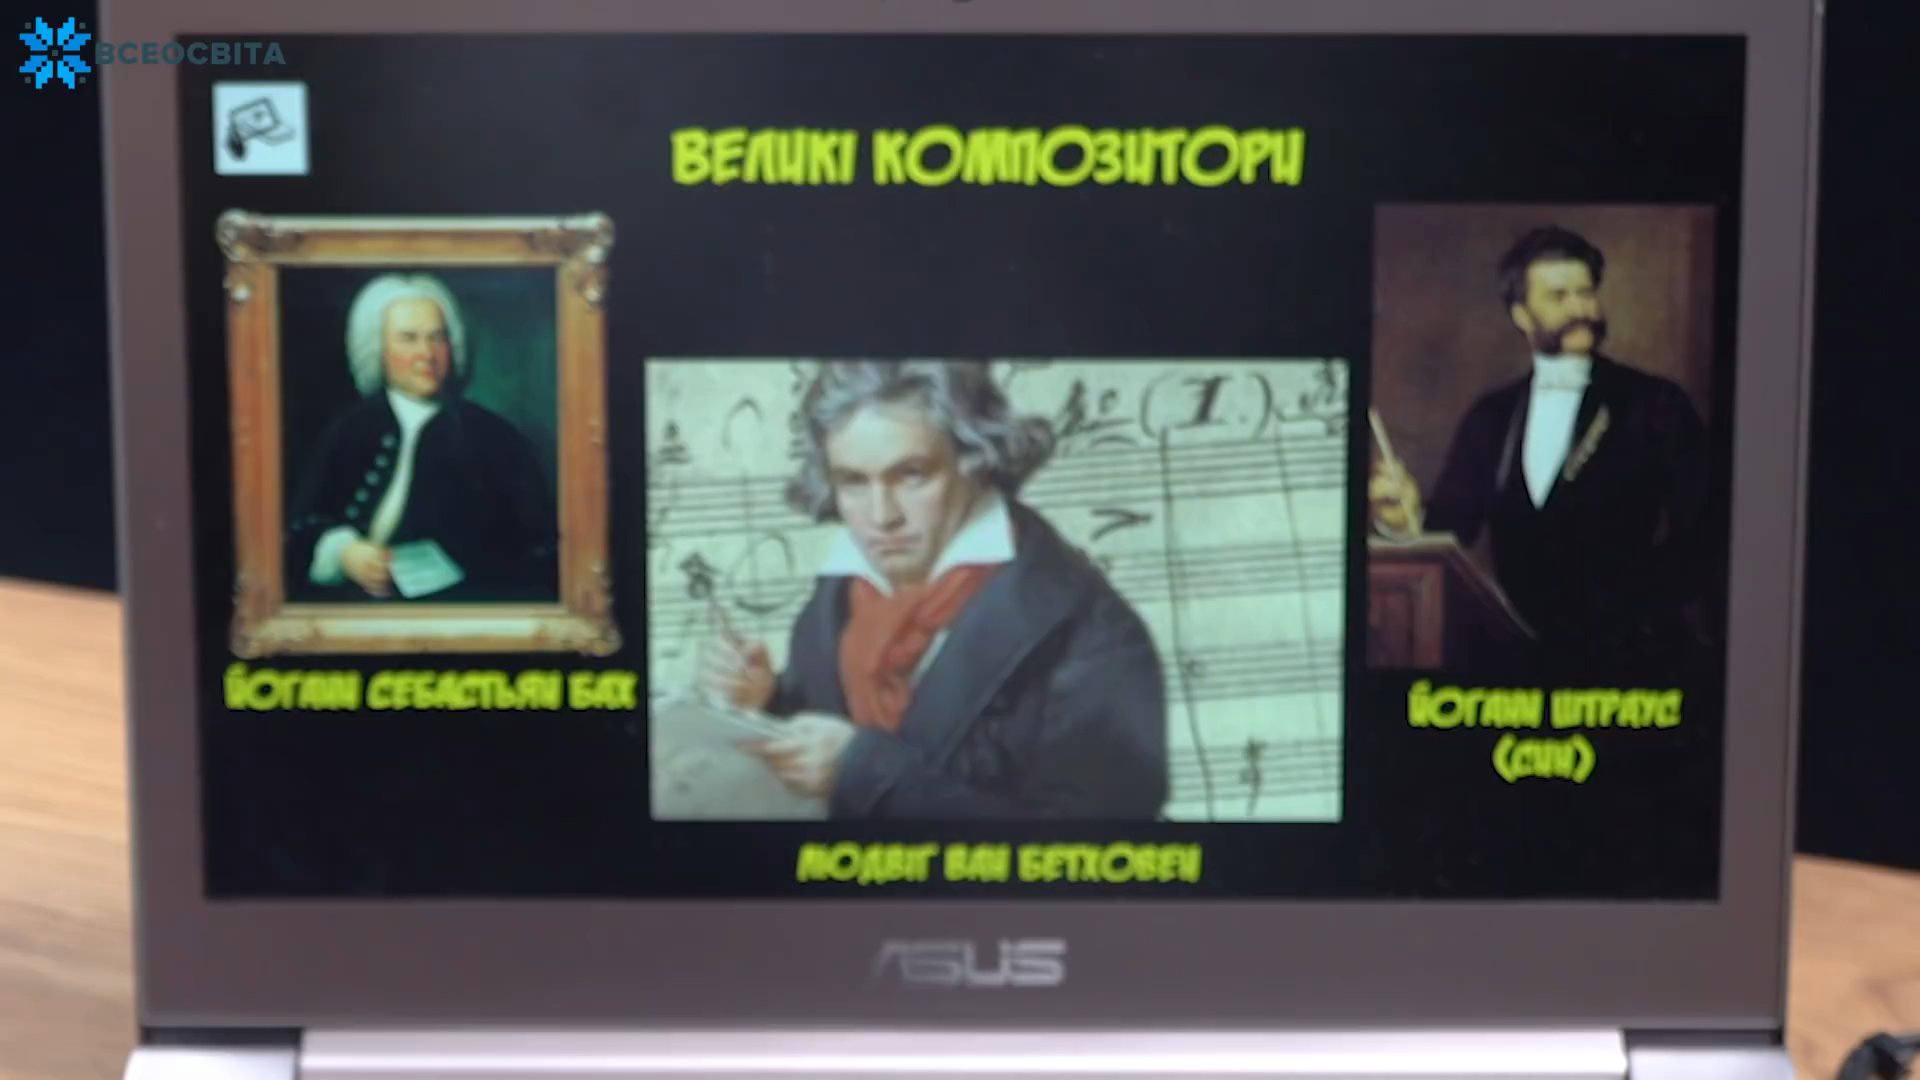 ВСЕОСВІТА
ВЕЛИКІ КОМПОЗИТОРИ
ЙОГАНН СЕБАСТЬЯН БАХ
ЙОГАНН ШТРАУС
(СИН)
ЛЮДВІГ ВАН БЕТХОВЕН
ASUS